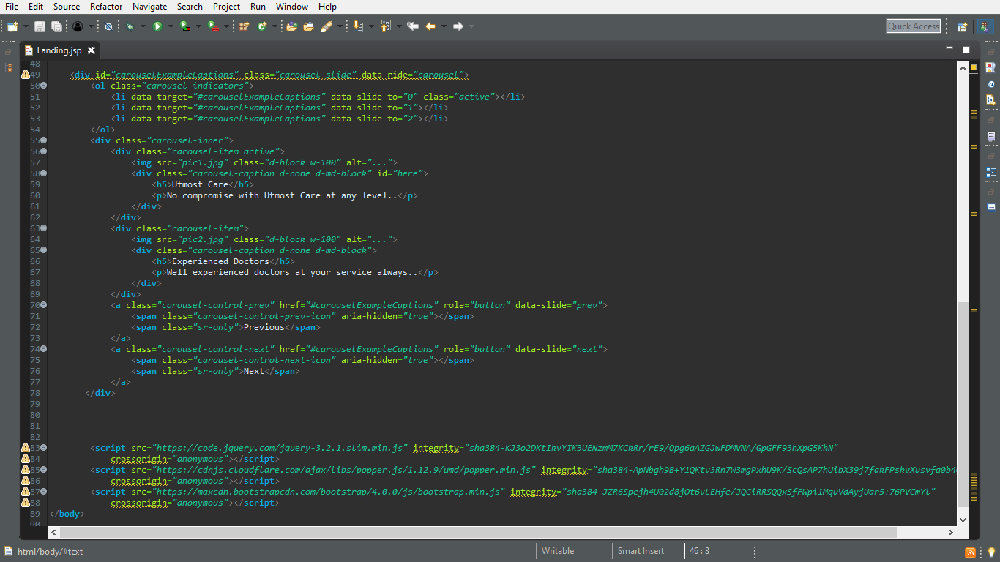 File Edit Source Refactor Navigate Search Project Run Window Help
Quick Access
Landing.jsp
48
49 <div id="carouselExampleCaptions" class="carousel slide" data-ride="carousel">
50 <ol class="carousel-indicators">
51 <li data-target="#carouselExampleCaptions" data-slide-to="0" class="active"></li>
52 <li data-target="#carouselExampleCaptions" data-slide-to="1"></li>
53 <li data-target="#carouselExampleCaptions" data-slide-to="2"></li>
54 </ol>
55 <div class="carousel-inner">
56 <div class="carousel-item active">
57 <img src="pic1.jpg" class="d-block w-100" alt="...">
58 <div class="carousel-caption d-none d-md-block" id="here">
59 <h5>Utmost Care</h5>
60 <p>No compromise with Utmost Care at any level..</p>
61 </div>
62 </div>
63 <div class="carousel-item">
64 <img src="pic2.jpg" class="d-block w-100" alt="...">
65 <div class="carousel-caption d-none d-md-block">
66 <h5>Experienced Doctors</h5>
67 <p>Well experienced doctors at your service always..</p>
68 </div>
69 </div>
70 <a class="carousel-control-prev" href="#carouselExampleCaptions" role="button" data-slide="prev">
71 <span class="carousel-control-prev-icon" aria-hidden="true"></span>
72 <span class="sr-only">Previous</span>
73 </a>
74 <a class="carousel-control-next" href="#carouselExampleCaptions" role="button" data-slide="next">
75 <span class="carousel-control-next-icon" aria-hidden="true"></span>
76 <span class="sr-only">Next</span>
77 </a>
78 </div>
79
80
81
82
83 <script src="https://code.jquery.com/jquery-3.2.1.slim.min.js" integrity="sha384-KJ3o2DKtIkvYIK3UENzmM7KCkRr/rE9/Qpg6aAZGJwFDMVNA/GpGFF93hXpG5KkN"
84 crossorigin="anonymous"></script>
85 <script src="https://cdnjs.cloudflare.com/ajax/libs/popper.js/1.12.9/umd/popper.min.js" integrity="sha384-ApNbgh9B+Y1QKtv3Rn7W3mgPxhU9K/ScQsAP7hUibX39j7fakFPskvXusvfa0b4
86 crossorigin="anonymous"></script>
87 <script src="https://maxcdn.bootstrapcdn.com/bootstrap/4.0.0/js/bootstrap.min.js" integrity="sha384-JZR6Spejh4U02d8jOt6vLEHfe/JQGiRRSQQxSfFWpi1MquVdAyjUar5+76PVCmYl"
88 crossorigin="anonymous"></script>
89 </body>
90
html/body/#text Writable Smart Insert 46 : 3